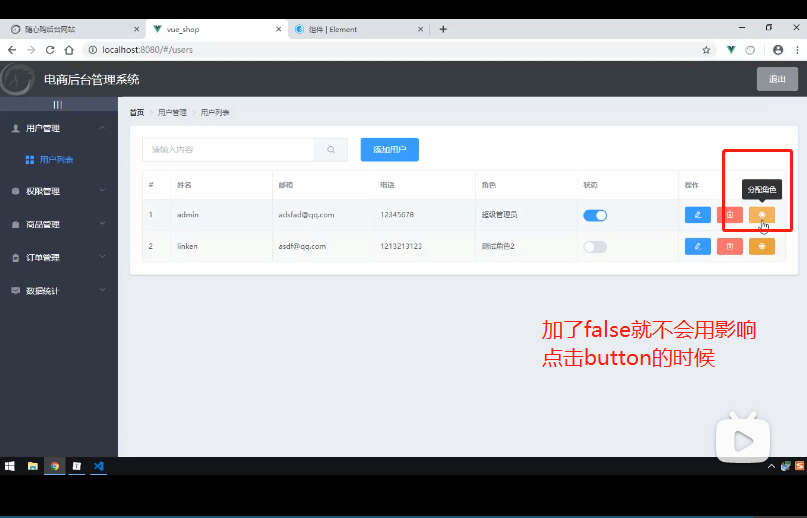 随心购后台网站
vue_shop
组件 | Element
localhost:8080/#/users
电商后台管理系统
退出
|||
首页 用户管理 用户列表
用户管理
用户列表
权限管理
商品管理
订单管理
数据统计
请输入内容
添加用户
# 姓名 邮箱 电话 角色 状态 操作
分配角色
1 admin adsfad@qq.com 12345678 超级管理员
2 linken asdf@qq.com 1213213123 测试角色2
加了false就不会用影响
点击button的时候